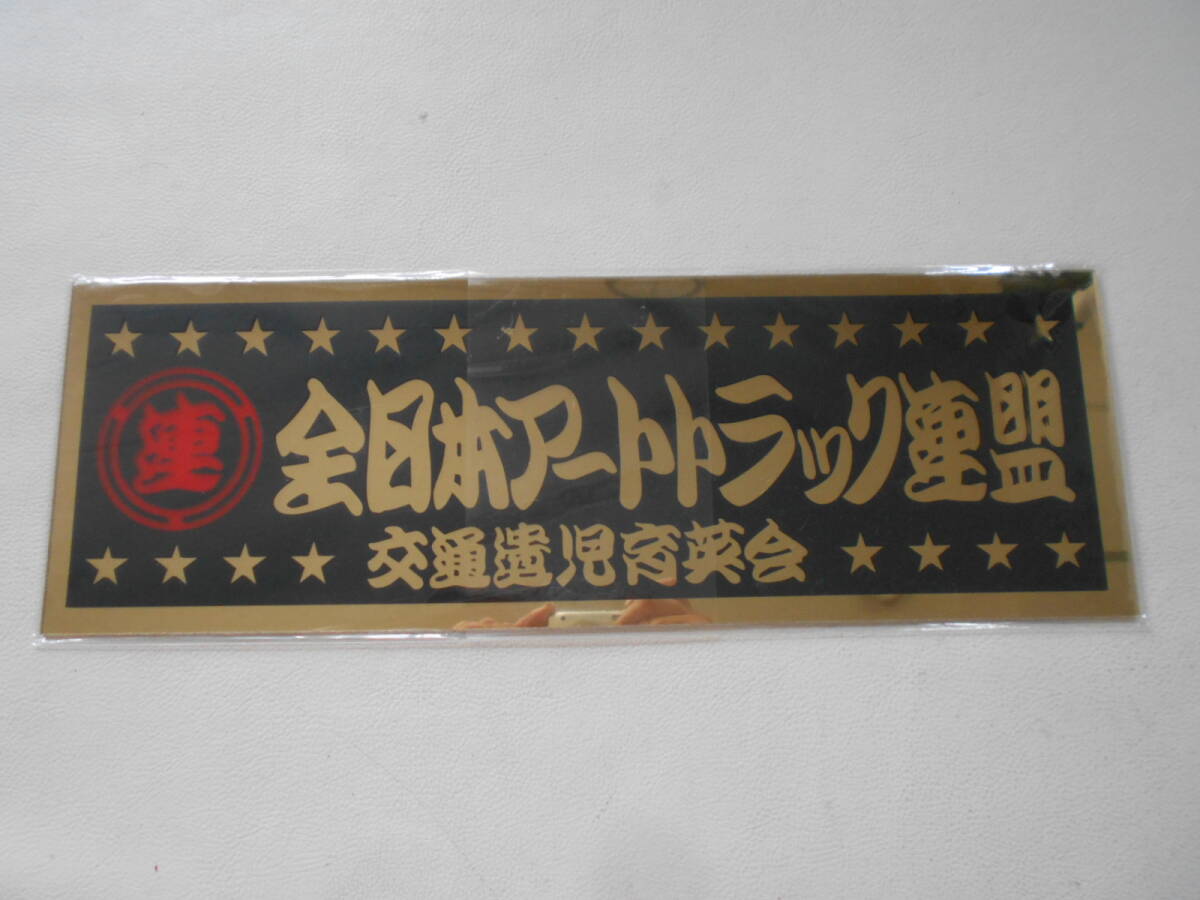 連
全日本アートトラック連盟
交通遺児育英会